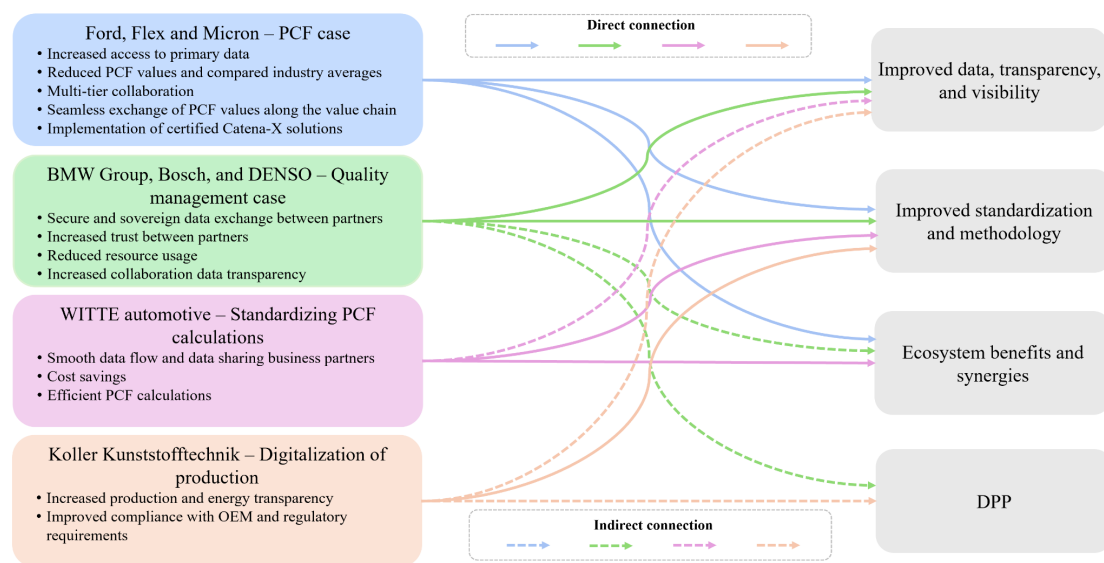 Ford, Flex and Micron – PCF case
• Increased access to primary data
• Reduced PCF values and compared industry averages
• Multi-tier collaboration
• Seamless exchange of PCF values along the value chain
• Implementation of certified Catena-X solutions
BMW Group, Bosch, and DENSO – Quality
management case
• Secure and sovereign data exchange between partners
• Increased trust between partners
• Reduced resource usage
• Increased collaboration data transparency
WITTE automotive – Standardizing PCF
calculations
• Smooth data flow and data sharing business partners
• Cost savings
• Efficient PCF calculations
Koller Kunststofftechnik – Digitalization of
production
• Increased production and energy transparency
• Improved compliance with OEM and regulatory
requirements
Direct connection
Indirect connection
Improved data, transparency,
and visibility
Improved standardization
and methodology
Ecosystem benefits and
synergies
DPP